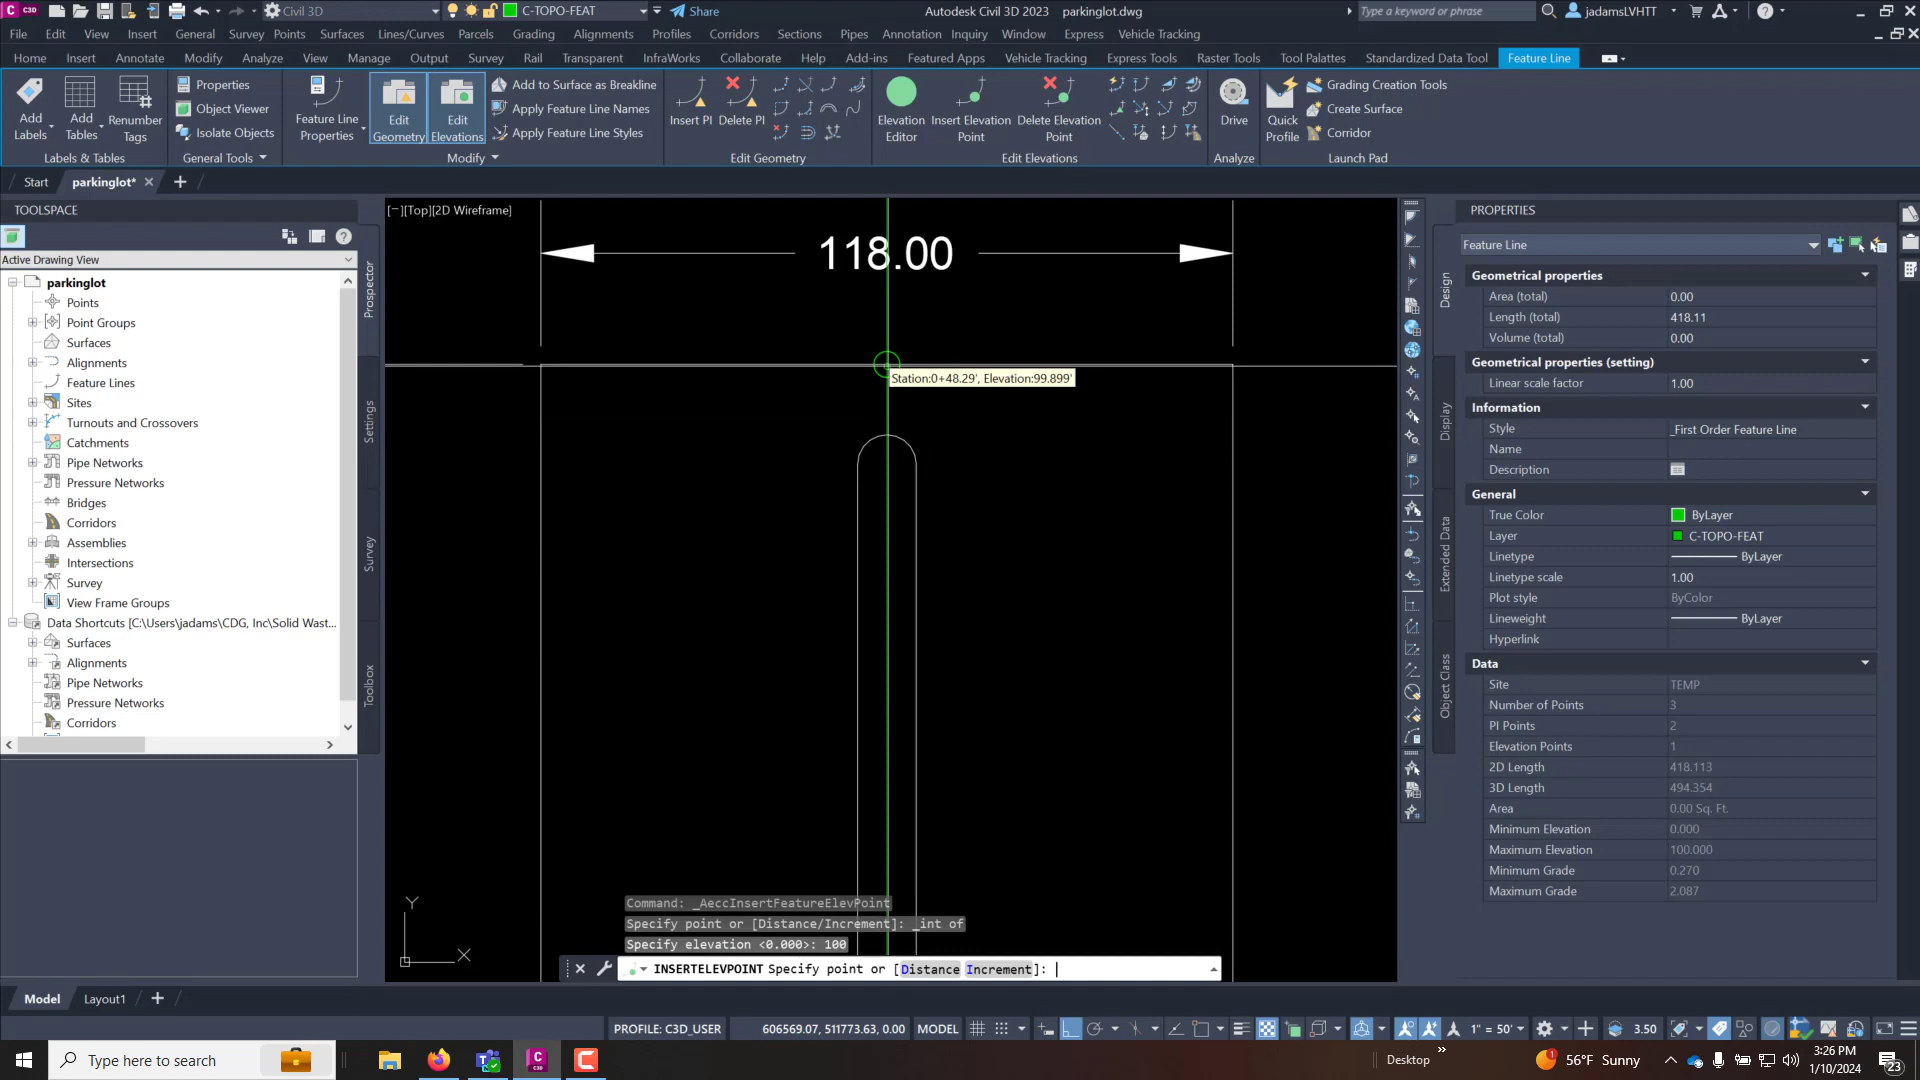 C3D
Civil 3D
C-TOPO-FEAT
Share
Autodesk Civil 3D 2023 parkinglot.dwg
Type a keyword or phrase
jadamsLVHTT
File Edit View Insert General Survey Points Surfaces Lines/Curves Parcels Grading Alignments Profiles Corridors Sections Pipes Annotation Inquiry Window Express Vehicle Tracking
Home Insert Annotate Modify Analyze View Manage Output Survey Rail Transparent InfraWorks Collaborate Help Add-ins Featured Apps Vehicle Tracking Express Tools Raster Tools Tool Palettes Standardized Data Tool Feature Line
Add Labels
Add Tables
Renumber Tags
Labels & Tables
Properties
Object Viewer
Isolate Objects
General Tools
Feature Line Properties
Edit Geometry
Edit Elevations
Add to Surface as Breakline
Apply Feature Line Names
Apply Feature Line Styles
Modify
Insert PI
Delete PI
Edit Geometry
Elevation Editor
Insert Elevation Point
Delete Elevation Point
Edit Elevations
Drive
Analyze
Quick Profile
Grading Creation Tools
Create Surface
Corridor
Launch Pad
Start
parkinglot*
TOOLSPACE
Active Drawing View
parkinglot
Points
Point Groups
Surfaces
Alignments
Feature Lines
Sites
Turnouts and Crossovers
Catchments
Pipe Networks
Pressure Networks
Bridges
Corridors
Assemblies
Intersections
Survey
View Frame Groups
Data Shortcuts [C:\Users\jadams\CDG, Inc\Solid Wast...
Surfaces
Alignments
Pipe Networks
Pressure Networks
Corridors
Prospector
Settings
Survey
Toolbox
[−][Top][2D Wireframe]
118.00
Station:0+48.29', Elevation:99.899'
Y
X
Command: _AeccInsertFeatureElevPoint
Specify point or [Distance/Increment]: _int of
Specify elevation <0.000>: 100
INSERTELEVPOINT Specify point or [Distance Increment]:
PROPERTIES
Feature Line
Design
Display
Extended Data
Object Class
Geometrical properties
Area (total) 0.00
Length (total) 418.11
Volume (total) 0.00
Geometrical properties (setting)
Linear scale factor 1.00
Information
Style _First Order Feature Line
Name
Description
General
True Color ByLayer
Layer C-TOPO-FEAT
Linetype ByLayer
Linetype scale 1.00
Plot style ByColor
Lineweight ByLayer
Hyperlink
Data
Site TEMP
Number of Points 3
PI Points 2
Elevation Points 1
2D Length 418.113
3D Length 494.354
Area 0.00 Sq. Ft.
Minimum Elevation 0.000
Maximum Elevation 100.000
Minimum Grade 0.270
Maximum Grade 2.087
Model Layout1
PROFILE: C3D_USER 606569.07, 511773.63, 0.00 MODEL
1" = 50'
3.50
Type here to search
Desktop
56°F Sunny
3:26 PM
1/10/2024
23